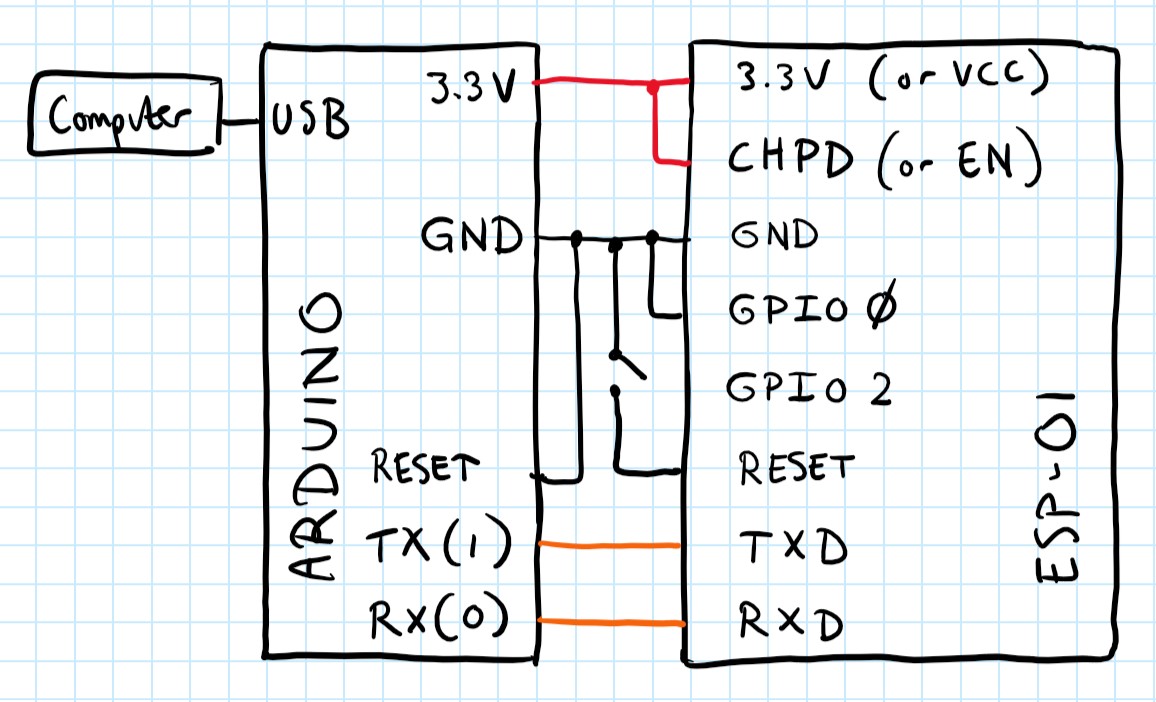 Computer
USB
3.3V
GND
RESET
TX(1)
RX(0)
ARDUINO
3.3V (or VCC)
CHPD (or EN)
GND
GPIO 0
GPIO 2
RESET
TXD
RXD
ESP-01